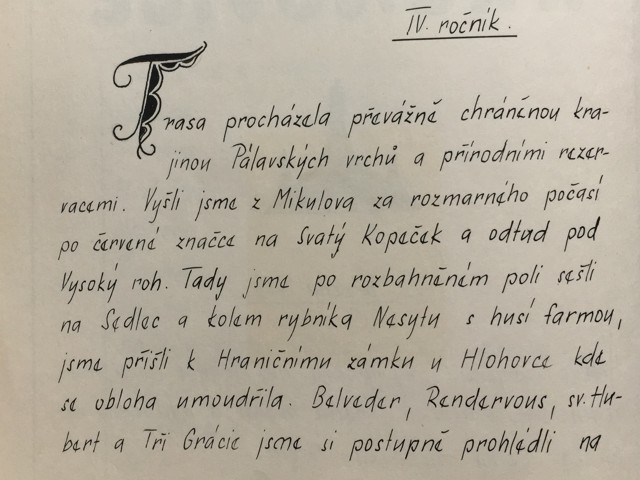 IV. ročník.
Trasa procházela převážně chráněnou kra-
jinou Pálavských vrchů a přírodními rezer-
vacemi. Vyšli jsme z Mikulova za rozmarného počasí
po červené značce na Svatý Kopeček a odtud pod
Vysoký roh. Tady jsme po rozbahněném poli sešli
na Sedlec a kolem rybníka Nesytu s husí farmou,
jsme přišli k Hraničnímu zámku u Hlohovce kde
se obloha umoudřila. Belveder, Rendezvous, sv. Hu-
bert a Tři Grácie jsme si postupně prohlédli na